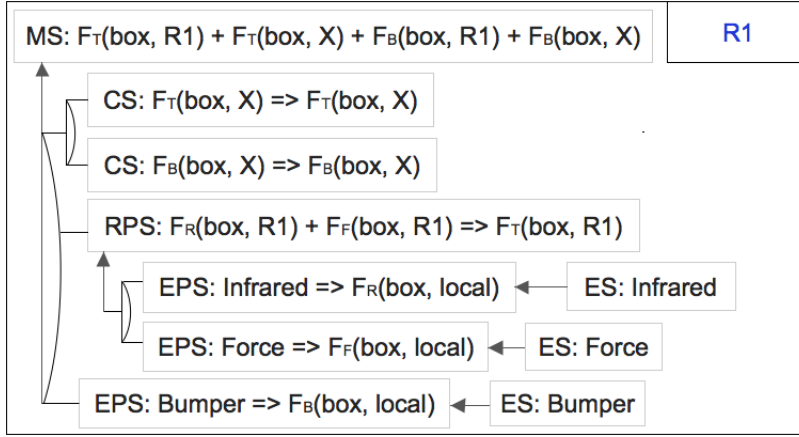 MS: FT(box, R1) + FT(box, X) + FB(box, R1) + FB(box, X)
R1
CS: FT(box, X) => FT(box, X)
CS: FB(box, X) => FB(box, X)
RPS: FR(box, R1) + FF(box, R1) => FT(box, R1)
EPS: Infrared => FR(box, local)
ES: Infrared
EPS: Force => FF(box, local)
ES: Force
EPS: Bumper => FB(box, local)
ES: Bumper